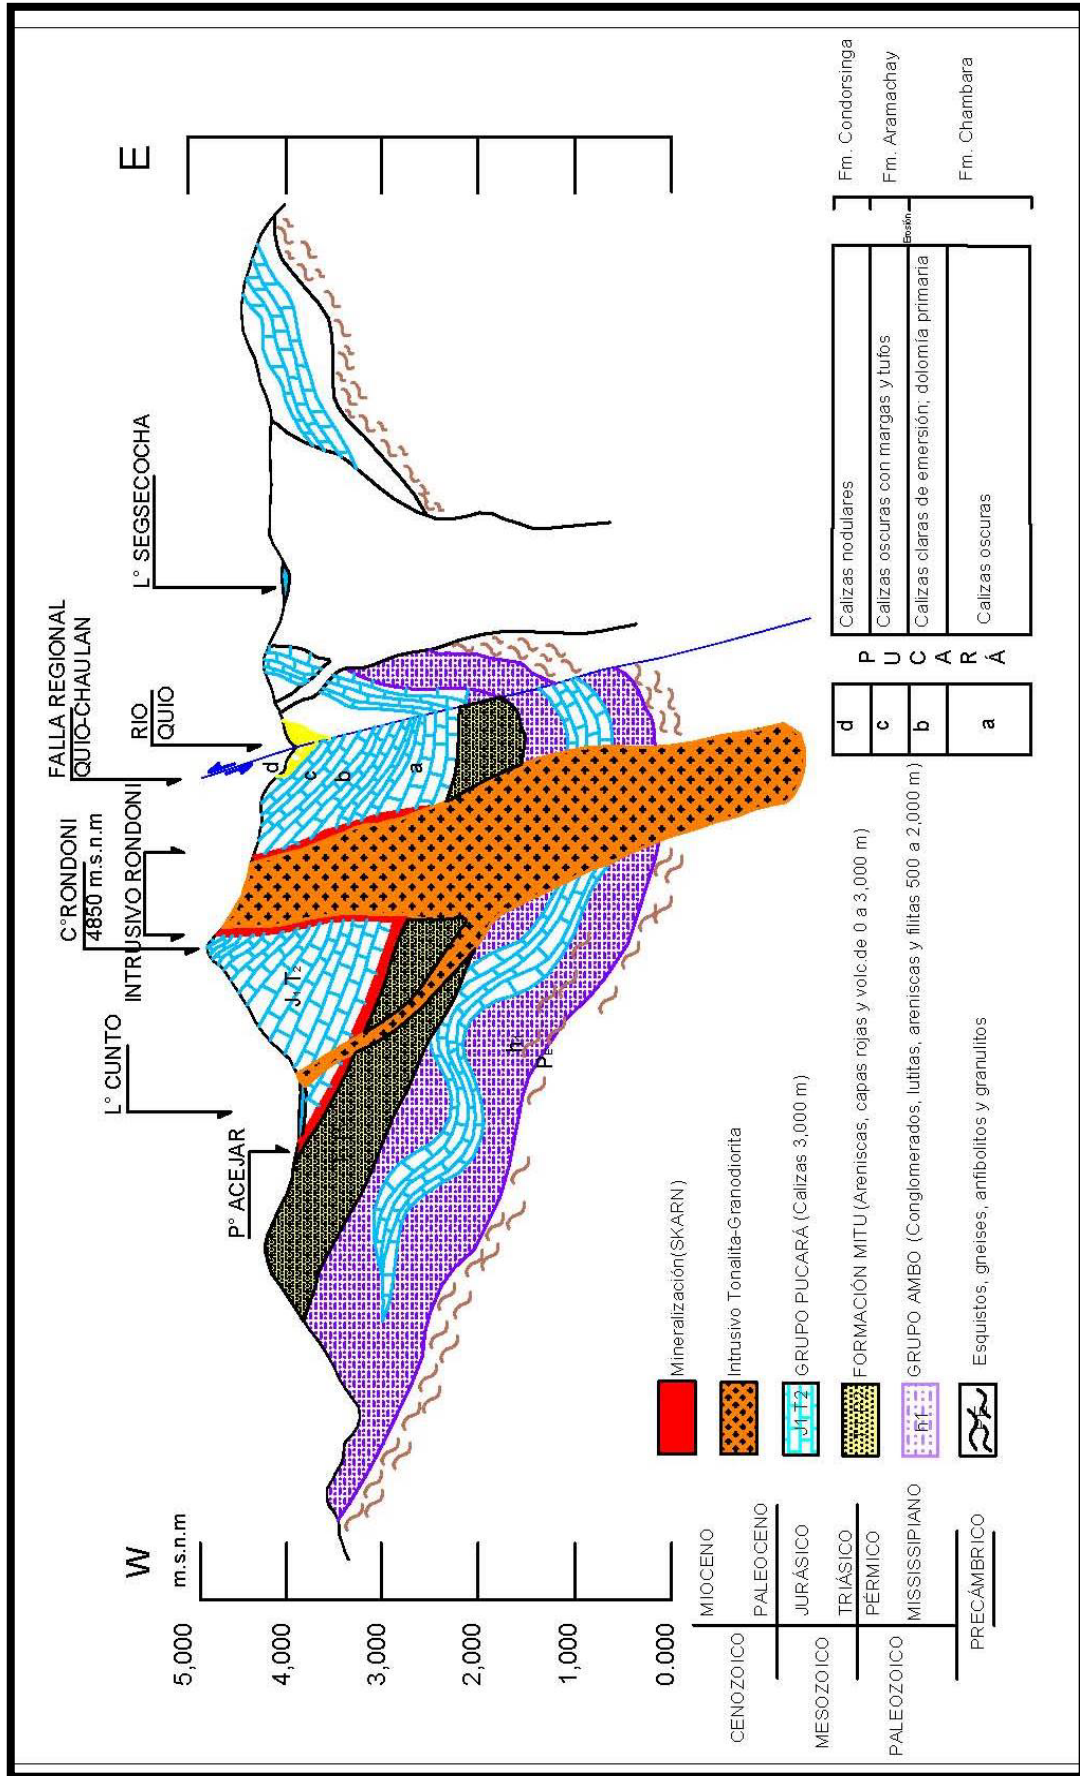 W
E
m.s.n.m
5,000
4,000
3,000
2,000
1,000
0.000
P° ACEJAR
L° CUNTO
C°RONDONI
4850 m.s.n.m
INTRUSIVO RONDONI
FALLA REGIONAL
QUIO-CHAULAN
RIO
QUIO
L° SEGSECOCHA
J1T2
h1
d
c
b
a
CENOZOICO
MIOCENO
PALEOCENO
MESOZOICO
JURÁSICO
TRIÁSICO
PALEOZOICO
PÉRMICO
MISSISSIPIANO
PRECÁMBRICO
Mineralización(SKARN)
Intrusivo Tonalita-Granodiorita
J1T2
GRUPO PUCARÁ (Calizas 3,000 m)
FORMACIÓN MITU (Areniscas, capas rojas y volc.de 0 a 3,000 m)
h1
GRUPO AMBO (Conglomerados, lutitas, areniscas y filitas 500 a 2,000 m)
Esquistos, gneises, anfibolitos y granulitos
PUCARÁ
d
Calizas nodulares
Fm. Condorsinga
c
Calizas oscuras con margas y tufos
Fm. Aramachay
b
Calizas claras de emersión; dolomía primaria
Erosión
a
Calizas oscuras
Fm. Chambara